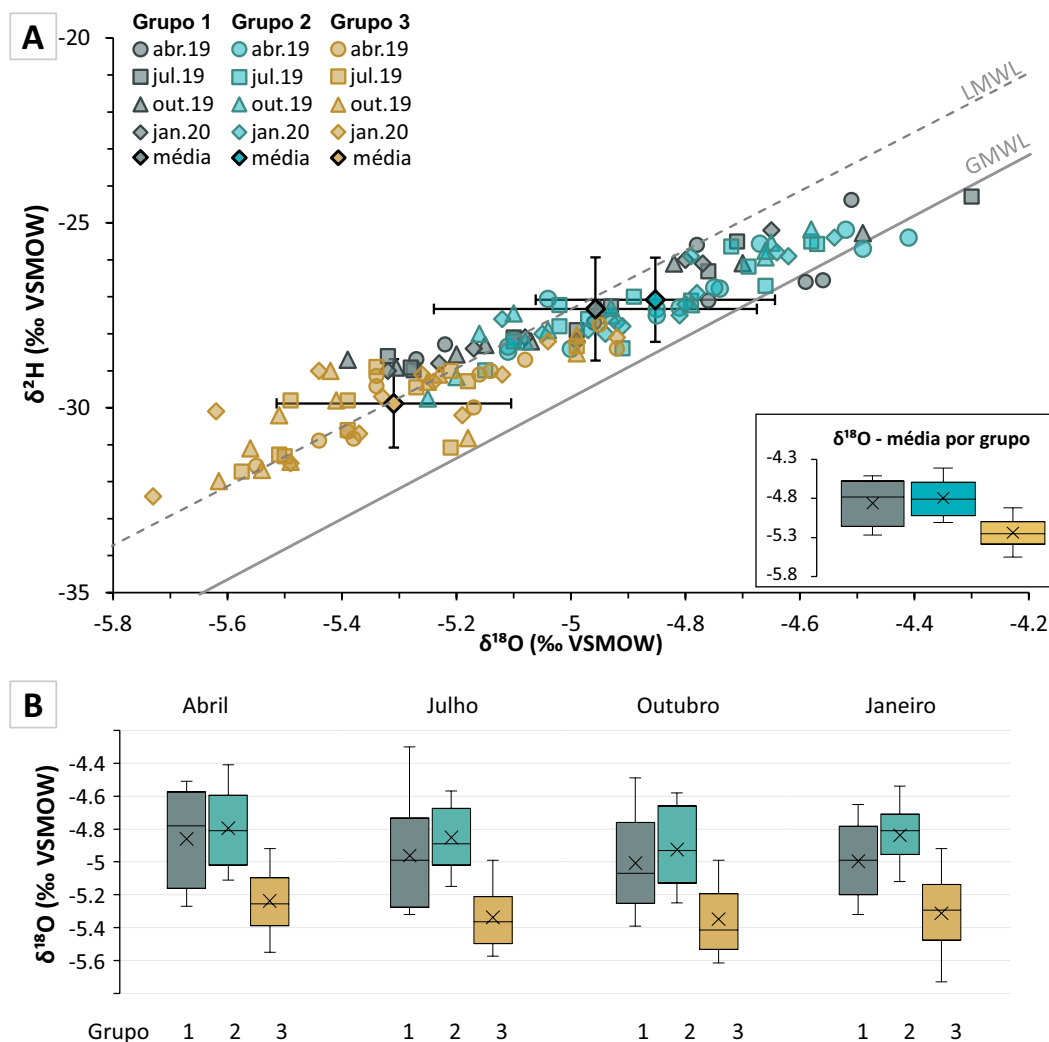 A
Grupo 1 Grupo 2 Grupo 3
abr.19 abr.19 abr.19
jul.19 jul.19 jul.19
out.19 out.19 out.19
jan.20 jan.20 jan.20
média média média
LMWL
GMWL
δ²H (‰ VSMOW)
-20
-25
-30
-35
δ¹⁸O - média por grupo
-4.3
-4.8
-5.3
-5.8
-5.8 -5.6 -5.4 -5.2 -5 -4.8 -4.6 -4.4 -4.2
δ¹⁸O (‰ VSMOW)
B
Abril Julho Outubro Janeiro
δ¹⁸O (‰ VSMOW)
-4.4
-4.6
-4.8
-5
-5.2
-5.4
-5.6
Grupo 1 2 3 1 2 3 1 2 3 1 2 3